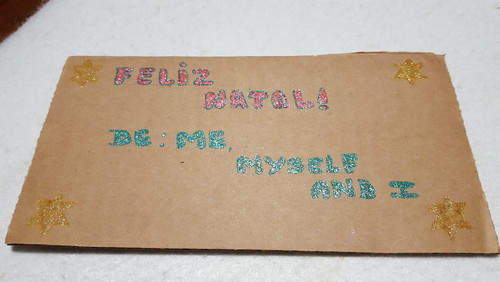 FELIZ
NATAL!
DE: ME,
MYSELF
AND I